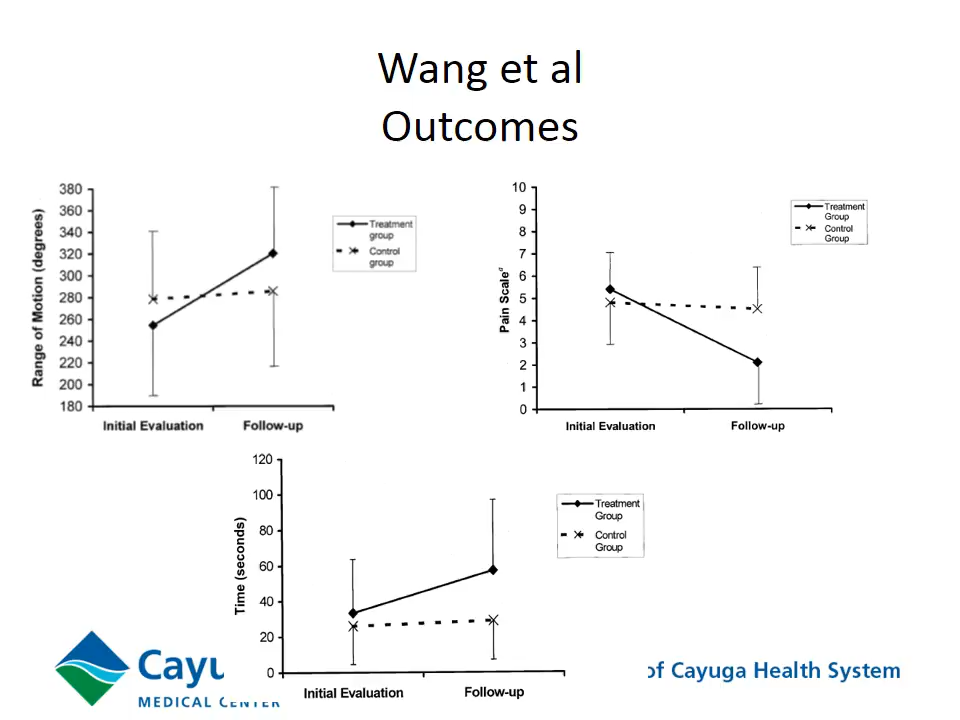 Wang et al
Outcomes
Range of Motion (degrees)
380
360
340
320
300
280
260
240
220
200
180
Initial Evaluation
Follow-up
Treatment
group
Control
group
Pain Scale
10
9
8
7
6
5
4
3
2
1
0
Initial Evaluation
Follow-up
Treatment
Group
Control
Group
Time (seconds)
120
100
80
60
40
20
0
Initial Evaluation
Follow-up
Treatment
Group
Control
Group
Cayu
MEDICAL CENTER
of Cayuga Health System